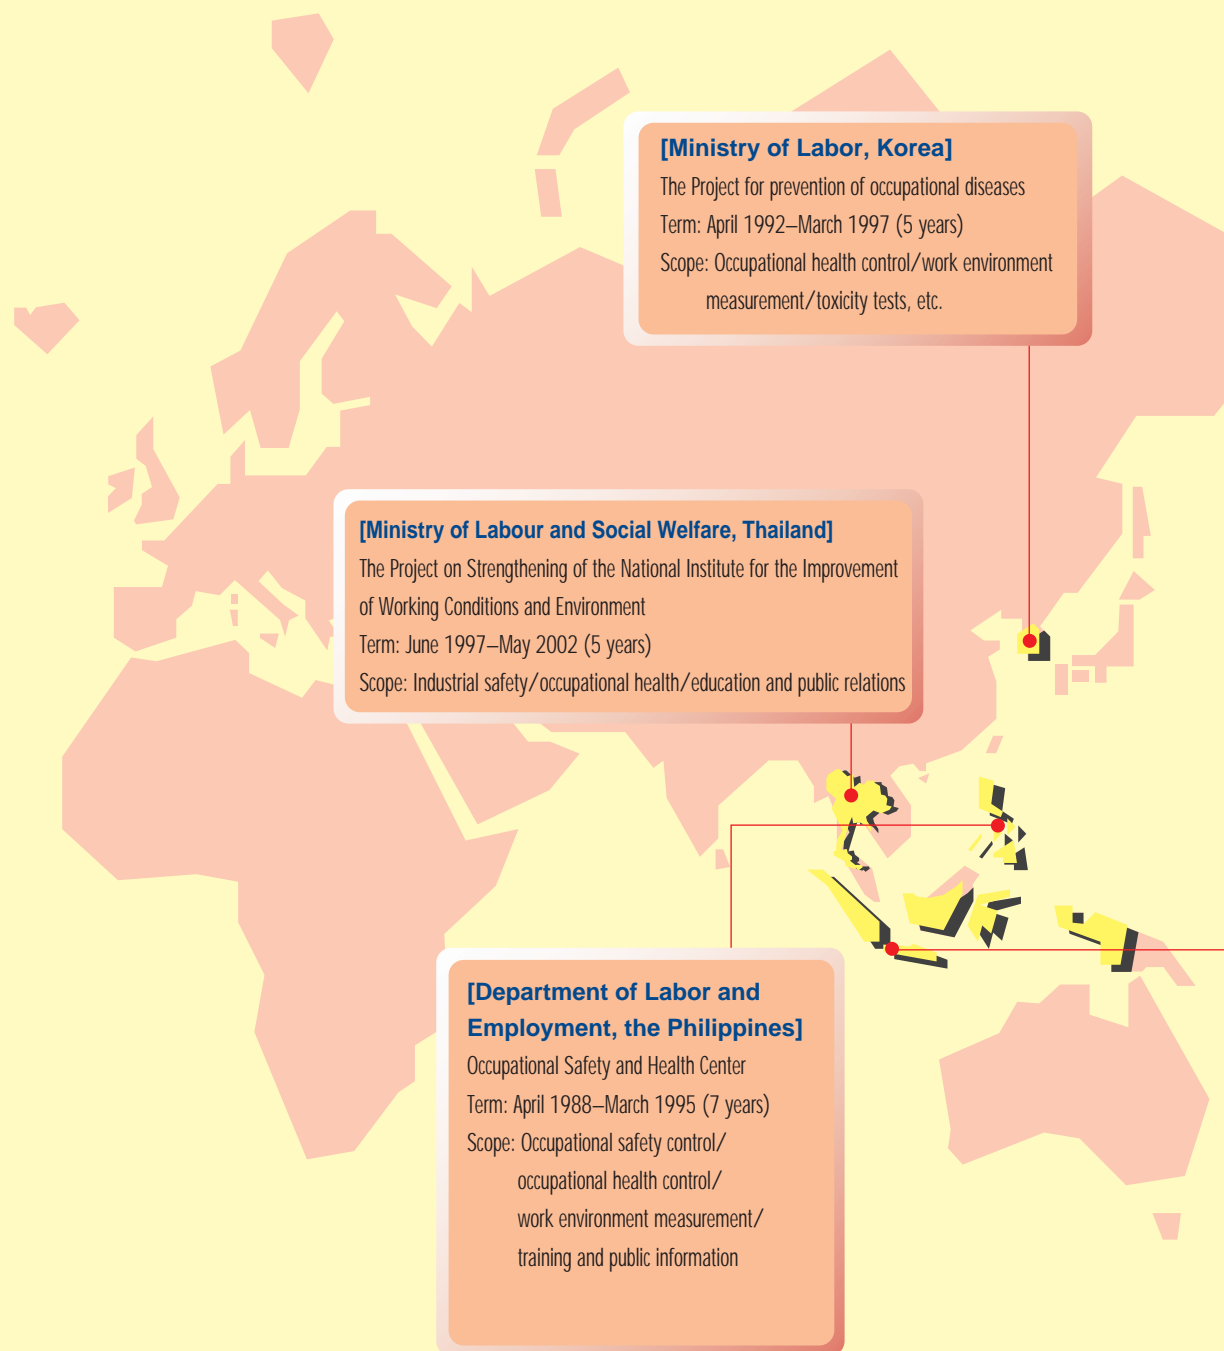 [Ministry of Labor, Korea]
The Project for prevention of occupational diseases
Term: April 1992–March 1997 (5 years)
Scope: Occupational health control/work environment
measurement/toxicity tests, etc.
[Ministry of Labour and Social Welfare, Thailand]
The Project on Strengthening of the National Institute for the Improvement
of Working Conditions and Environment
Term: June 1997–May 2002 (5 years)
Scope: Industrial safety/occupational health/education and public relations
[Department of Labor and
Employment, the Philippines]
Occupational Safety and Health Center
Term: April 1988–March 1995 (7 years)
Scope: Occupational safety control/
occupational health control/
work environment measurement/
training and public information